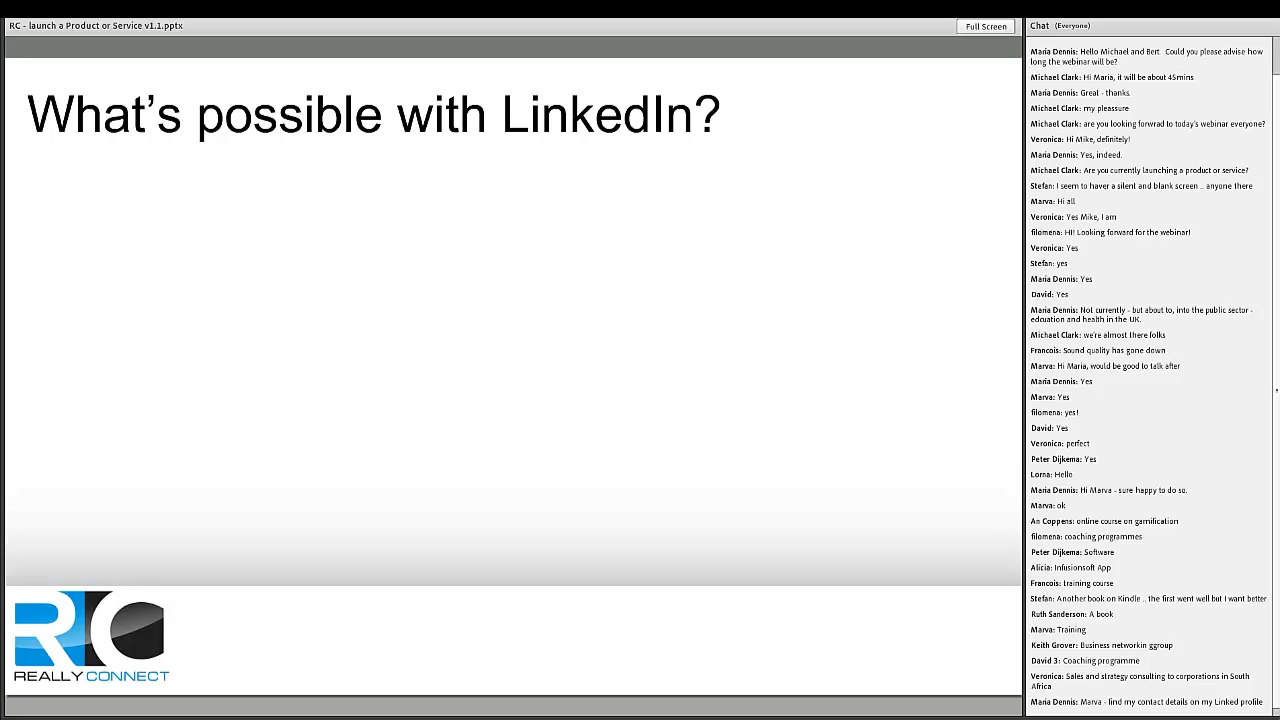 RC - launch a Product or Service v1.1.pptx
Full Screen
What's possible with LinkedIn?
RC
REALLYCONNECT
Chat (Everyone)
Maria Dennis: Hello Michael and Bert. Could you please advise how
long the webinar will be?
Michael Clark: Hi Maria, it will be about 45mins
Maria Dennis: Great - thanks.
Michael Clark: my pleassure
Michael Clark: are you looking forwrad to today's webinar everyone?
Veronica: Hi Mike, definitely!
Maria Dennis: Yes, indeed.
Michael Clark: Are you currently launching a product or service?
Stefan: I seem to haver a silent and blank screen .. anyone there
Marva: Hi all
Veronica: Yes Mike, I am
filomena: HI! Looking forward for the webinar!
Veronica: Yes
Stefan: yes
Maria Dennis: Yes
David: Yes
Maria Dennis: Not currently - but about to, into the public sector -
edcuation and health in the UK.
Michael Clark: we're almost there folks
Francois: Sound quality has gone down
Marva: Hi Maria, would be good to talk after
Maria Dennis: Yes
Marva: Yes
filomena: yes!
David: Yes
Veronica: perfect
Peter Dijkema: Yes
Lorna: Hello
Maria Dennis: Hi Marva - sure happy to do so.
Marva: ok
An Coppens: online course on gamification
filomena: coaching programmes
Peter Dijkema: Software
Alicia: Infusionsoft App
Francois: training course
Stefan: Another book on Kindle .. the first went well but I want better
Ruth Sanderson: A book
Marva: Training
Keith Grover: Business networkin ggroup
David 3: Coaching programme
Veronica: Sales and strategy consulting to corporations in South
Africa
Maria Dennis: Marva - find my contact details on my Linked profile